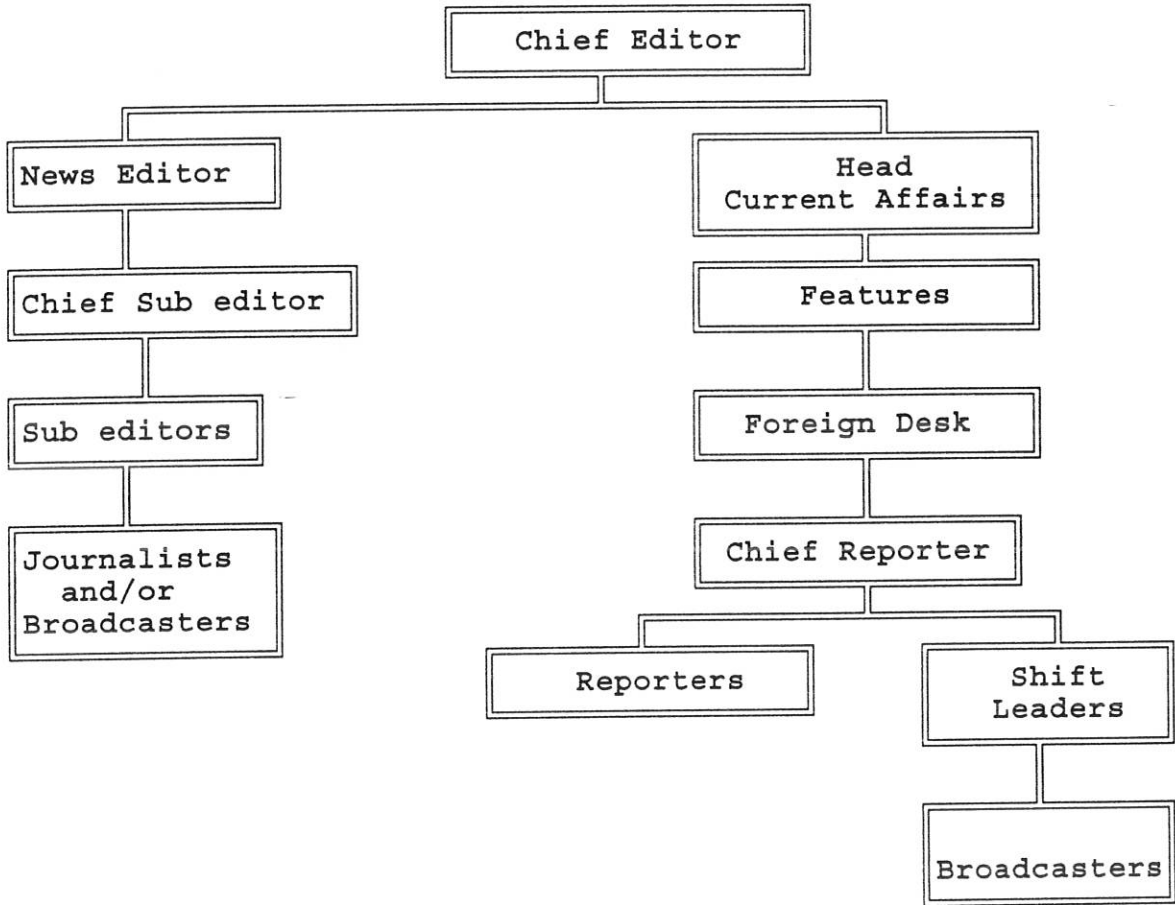 Chief Editor
News Editor
Head
Current Affairs
Chief Sub editor
Features
Sub editors
Foreign Desk
Journalists
and/or
Broadcasters
Chief Reporter
Reporters
Shift
Leaders
Broadcasters